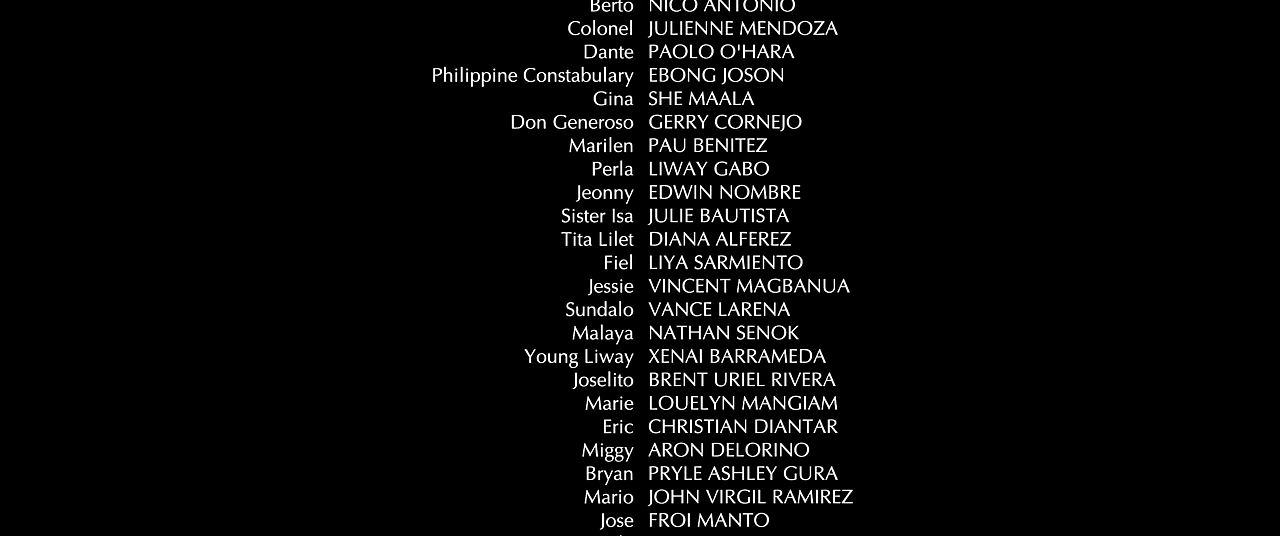 Berto NICO ANTONIO
Colonel JULIENNE MENDOZA
Dante PAOLO O'HARA
Philippine Constabulary EBONG JOSON
Gina SHE MAALA
Don Generoso GERRY CORNEJO
Marilen PAU BENITEZ
Perla LIWAY GABO
Jeonny EDWIN NOMBRE
Sister Isa JULIE BAUTISTA
Tita Lilet DIANA ALFEREZ
Fiel LIYA SARMIENTO
Jessie VINCENT MAGBANUA
Sundalo VANCE LARENA
Malaya NATHAN SENOK
Young Liway XENAI BARRAMEDA
Joselito BRENT URIEL RIVERA
Marie LOUELYN MANGIAM
Eric CHRISTIAN DIANTAR
Miggy ARON DELORINO
Bryan PRYLE ASHLEY GURA
Mario JOHN VIRGIL RAMIREZ
Jose FROI MANTO